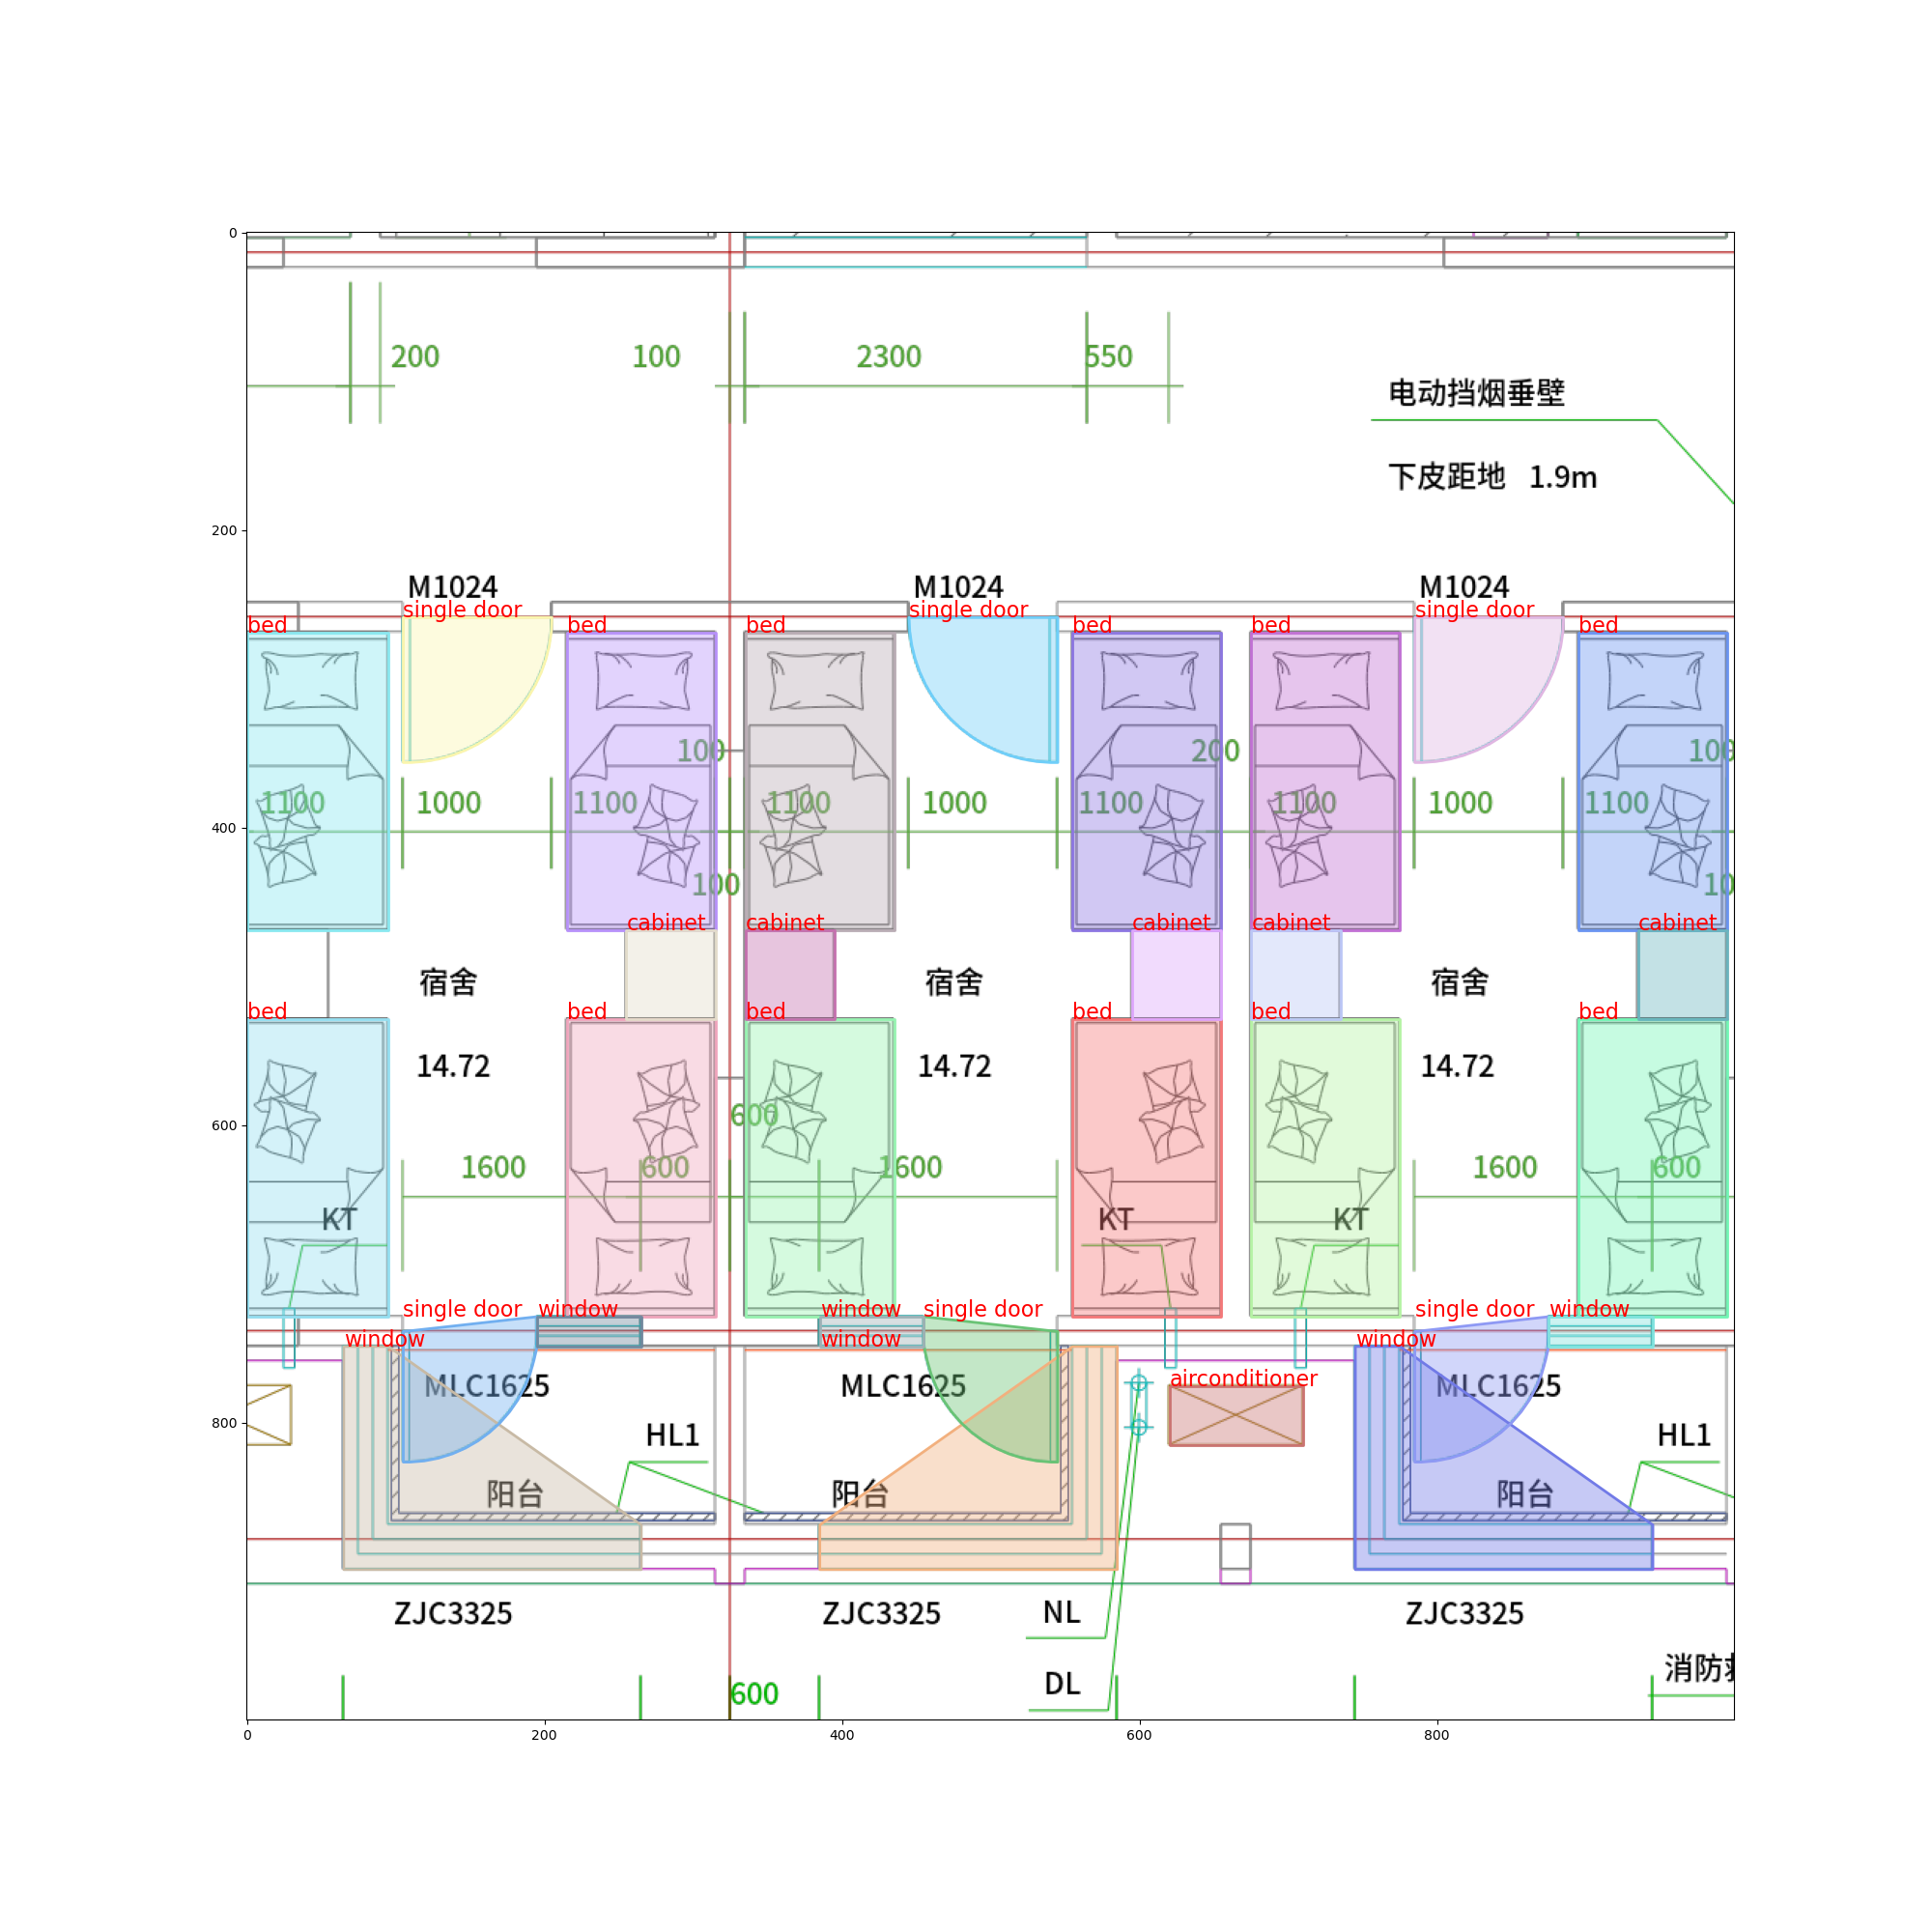 0
200 100 2300 550
电动挡烟垂壁
下皮距地 1.9m
200
M1024 M1024 M1024
single door single door single door
bed bed bed bed bed bed
100 200 100
1100 1000 1100 1100 1000 1100 1100 1000 1100
400
100 10
cabinet cabinet cabinet cabinet cabinet
宿舍 宿舍 宿舍
bed bed bed bed bed bed
14.72 14.72 14.72
600
600
1600 600 1600 1600 600
KT KT KT
single door window window single door single door window
window window window
MLC1625 MLC1625 airconditioner MLC1625
800
HL1 HL1
阳台 阳台 阳台
ZJC3325 ZJC3325 NL ZJC3325
消防
DL
600
0 200 400 600 800